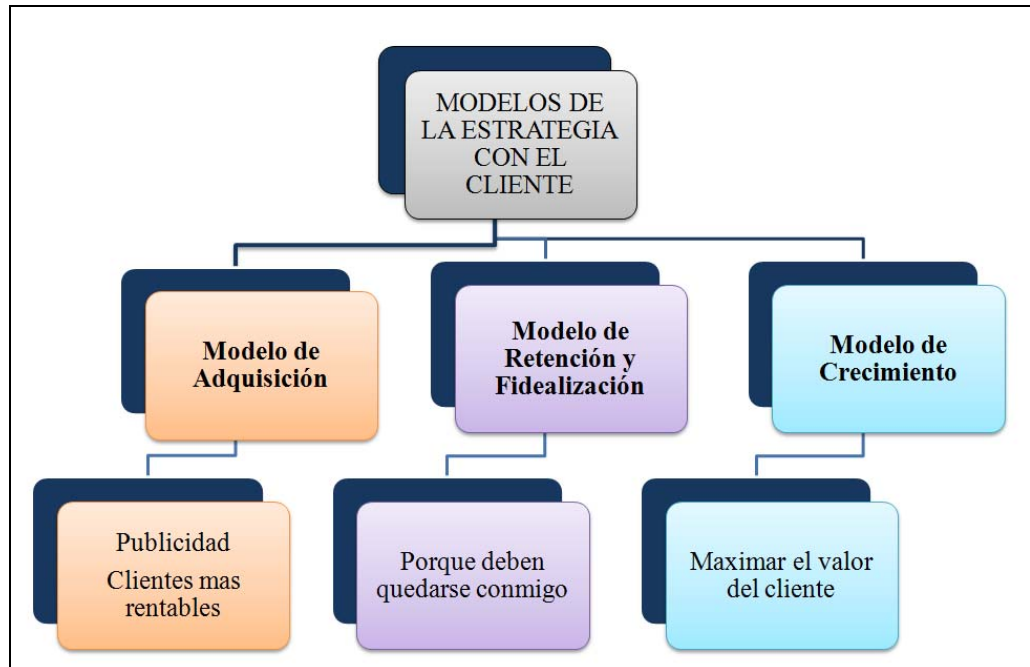 MODELOS DE
LA ESTRATEGIA
CON EL
CLIENTE
Modelo de
Adquisición
Modelo de
Retención y
Fidealización
Modelo de
Crecimiento
Publicidad
Clientes mas
rentables
Porque deben
quedarse conmigo
Maximar el valor
del cliente